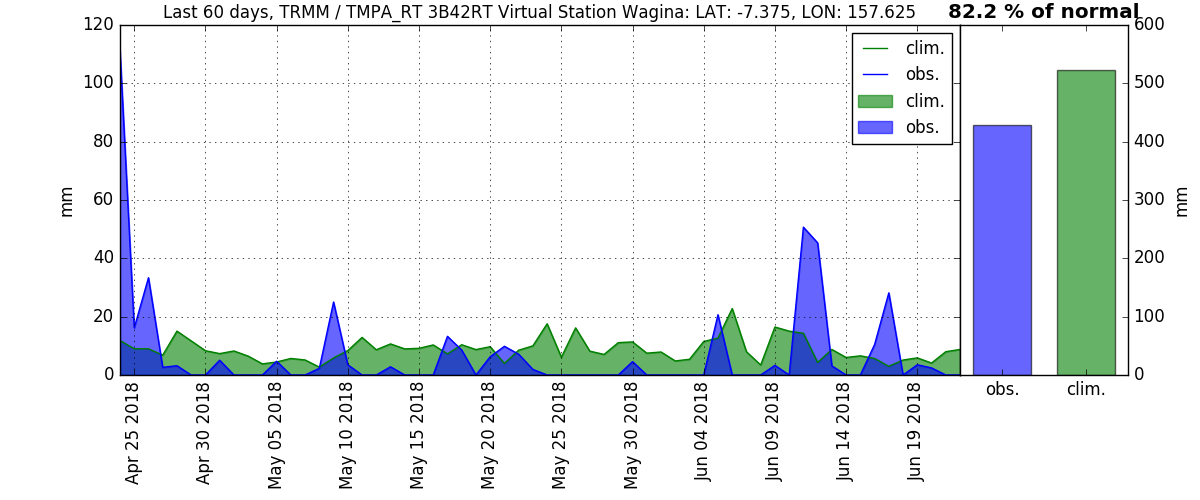 Last 60 days, TRMM / TMPA_RT 3B42RT Virtual Station Wagina: LAT: -7.375, LON: 157.625
82.2 % of normal
120
100
80
60
40
20
0
mm
clim.
obs.
clim.
obs.
600
500
400
300
200
100
0
mm
Apr 25 2018
Apr 30 2018
May 05 2018
May 10 2018
May 15 2018
May 20 2018
May 25 2018
May 30 2018
Jun 04 2018
Jun 09 2018
Jun 14 2018
Jun 19 2018
obs.
clim.